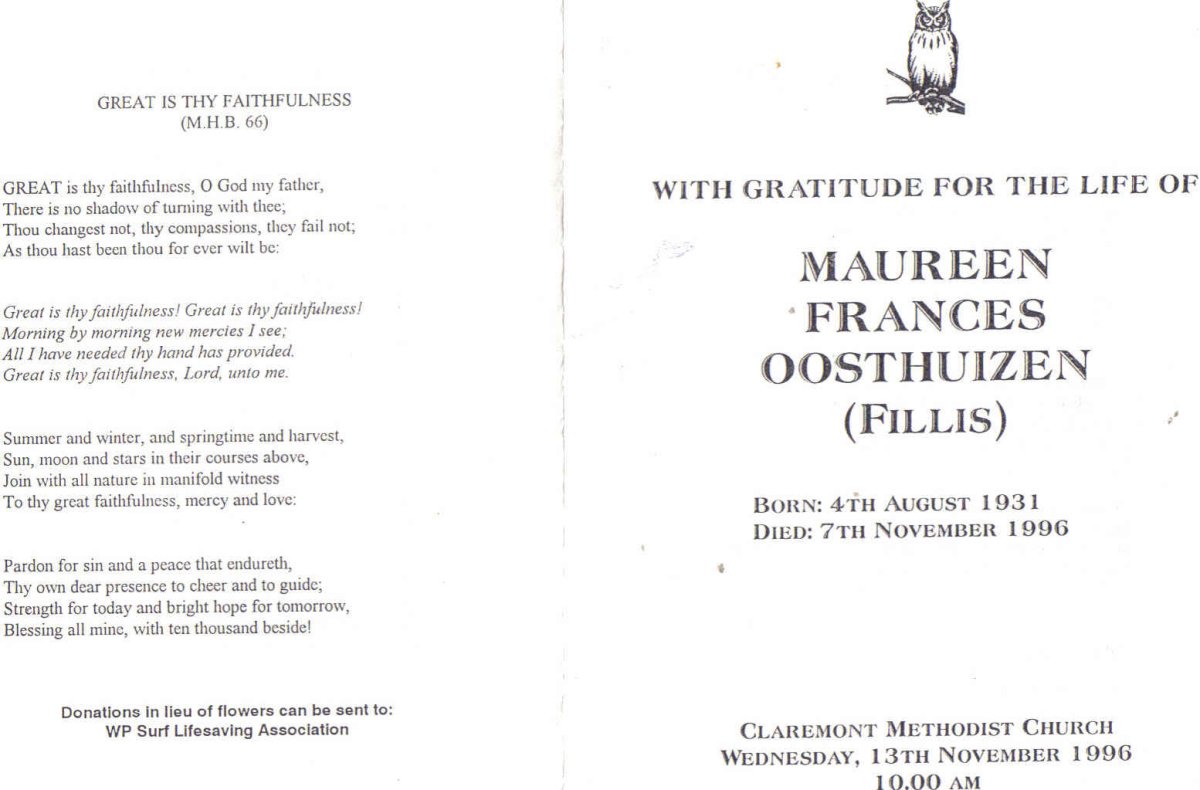 GREAT IS THY FAITHFULNESS
(M.H.B. 66)
GREAT is thy faithfulness, O God my father,
There is no shadow of turning with thee;
Thou changest not, thy compassions, they fail not;
As thou hast been thou for ever wilt be:
Great is thy faithfulness! Great is thy faithfulness!
Morning by morning new mercies I see;
All I have needed thy hand has provided.
Great is thy faithfulness, Lord, unto me.
Summer and winter, and springtime and harvest,
Sun, moon and stars in their courses above,
Join with all nature in manifold witness
To thy great faithfulness, mercy and love:
Pardon for sin and a peace that endureth,
Thy own dear presence to cheer and to guide;
Strength for today and bright hope for tomorrow,
Blessing all mine, with ten thousand beside!
Donations in lieu of flowers can be sent to:
WP Surf Lifesaving Association
WITH GRATITUDE FOR THE LIFE OF
MAUREEN
FRANCES
OOSTHUIZEN
(FILLIS)
BORN: 4TH AUGUST 1931
DIED: 7TH NOVEMBER 1996
CLAREMONT METHODIST CHURCH
WEDNESDAY, 13TH NOVEMBER 1996
10.00 AM